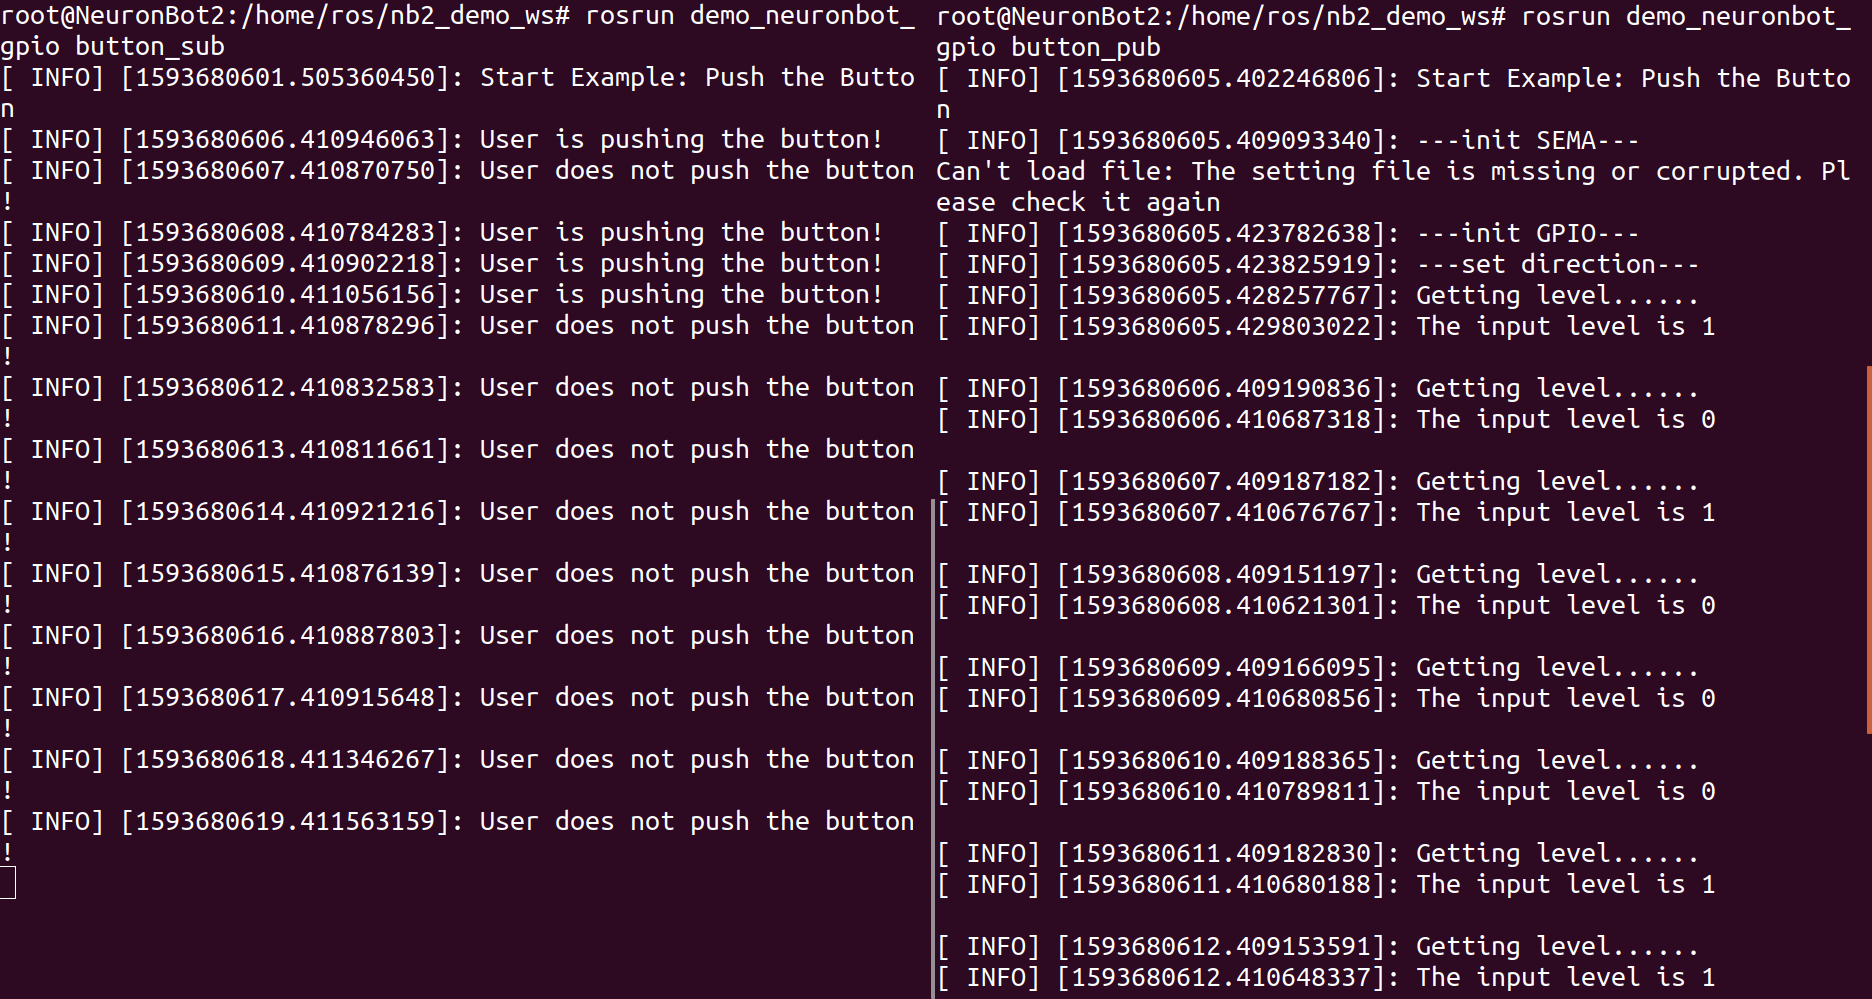 root@NeuronBot2:/home/ros/nb2_demo_ws# rosrun demo_neuronbot_
gpio button_sub
[ INFO] [1593680601.505360450]: Start Example: Push the Butto
n
[ INFO] [1593680606.410946063]: User is pushing the button!
[ INFO] [1593680607.410870750]: User does not push the button
!
[ INFO] [1593680608.410784283]: User is pushing the button!
[ INFO] [1593680609.410902218]: User is pushing the button!
[ INFO] [1593680610.411056156]: User is pushing the button!
[ INFO] [1593680611.410878296]: User does not push the button
!
[ INFO] [1593680612.410832583]: User does not push the button
!
[ INFO] [1593680613.410811661]: User does not push the button
!
[ INFO] [1593680614.410921216]: User does not push the button
!
[ INFO] [1593680615.410876139]: User does not push the button
!
[ INFO] [1593680616.410887803]: User does not push the button
!
[ INFO] [1593680617.410915648]: User does not push the button
!
[ INFO] [1593680618.411346267]: User does not push the button
!
[ INFO] [1593680619.411563159]: User does not push the button
!
root@NeuronBot2:/home/ros/nb2_demo_ws# rosrun demo_neuronbot_
gpio button_pub
[ INFO] [1593680605.402246806]: Start Example: Push the Butto
n
[ INFO] [1593680605.409093340]: ---init SEMA---
Can't load file: The setting file is missing or corrupted. Pl
ease check it again
[ INFO] [1593680605.423782638]: ---init GPIO---
[ INFO] [1593680605.423825919]: ---set direction---
[ INFO] [1593680605.428257767]: Getting level......
[ INFO] [1593680605.429803022]: The input level is 1
[ INFO] [1593680606.409190836]: Getting level......
[ INFO] [1593680606.410687318]: The input level is 0
[ INFO] [1593680607.409187182]: Getting level......
[ INFO] [1593680607.410676767]: The input level is 1
[ INFO] [1593680608.409151197]: Getting level......
[ INFO] [1593680608.410621301]: The input level is 0
[ INFO] [1593680609.409166095]: Getting level......
[ INFO] [1593680609.410680856]: The input level is 0
[ INFO] [1593680610.409188365]: Getting level......
[ INFO] [1593680610.410789811]: The input level is 0
[ INFO] [1593680611.409182830]: Getting level......
[ INFO] [1593680611.410680188]: The input level is 1
[ INFO] [1593680612.409153591]: Getting level......
[ INFO] [1593680612.410648337]: The input level is 1